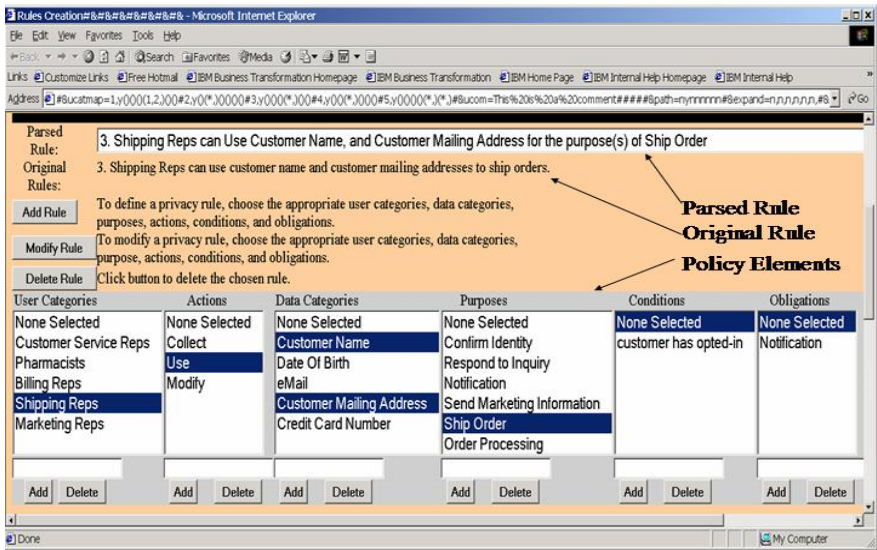 Rules Creation#&#&#&#&#&#&#& - Microsoft Internet Explorer
File Edit View Favorites Tools Help
Back Search Favorites Media
Links Customize Links Free Hotmail IBM Business Transformation Homepage IBM Business Transformation IBM Home Page IBM Internal Help Homepage IBM Internal Help »
Address Go
Parsed Rule: 3. Shipping Reps can Use Customer Name, and Customer Mailing Address for the purpose(s) of Ship Order
Original Rules: 3. Shipping Reps can use customer name and customer mailing addresses to ship orders.
Parsed Rule
Original Rule
Policy Elements
Add Rule To define a privacy rule, choose the appropriate user categories, data categories,
purposes, actions, conditions, and obligations.
Modify Rule To modify a privacy rule, choose the appropriate user categories, data categories,
purpose, actions, conditions, and obligations.
Delete Rule Click button to delete the chosen rule.
User Categories Actions Data Categories Purposes Conditions Obligations
None Selected None Selected None Selected None Selected None Selected None Selected
Customer Service Reps Collect Customer Name Confirm Identity customer has opted-in Notification
Pharmacists Use Date Of Birth Respond to Inquiry
Billing Reps Modify eMail Notification
Shipping Reps Customer Mailing Address Send Marketing Information
Marketing Reps Credit Card Number Ship Order
Order Processing
Add Delete Add Delete Add Delete Add Delete Add Delete Add Delete
Done My Computer